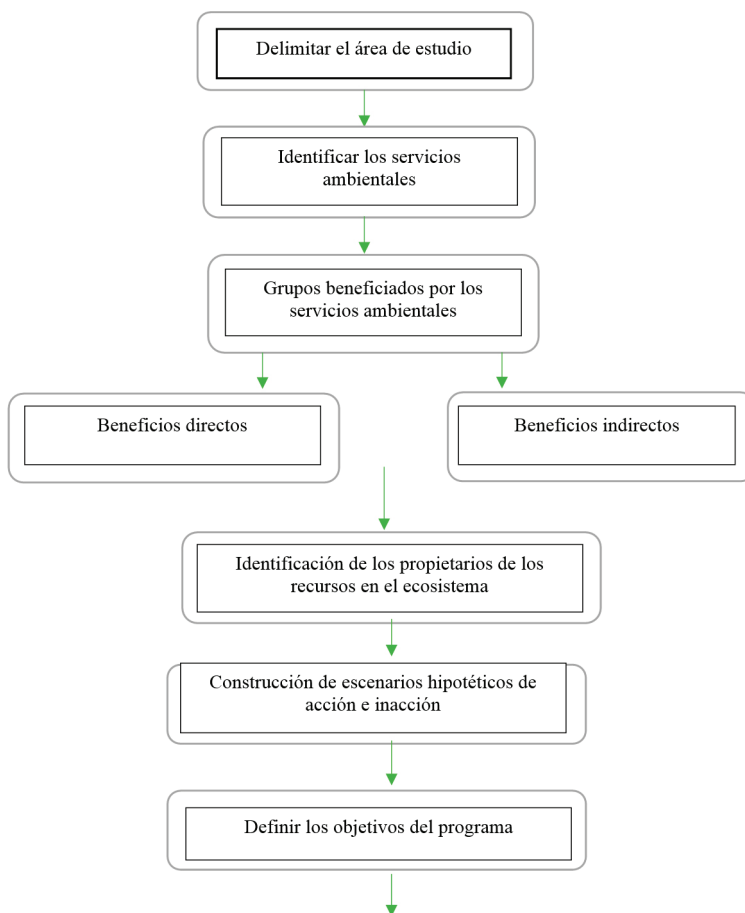 Delimitar el área de estudio
Identificar los servicios
ambientales
Grupos beneficiados por los
servicios ambientales
Beneficios directos
Beneficios indirectos
Identificación de los propietarios de los
recursos en el ecosistema
Construcción de escenarios hipotéticos de
acción e inacción
Definir los objetivos del programa